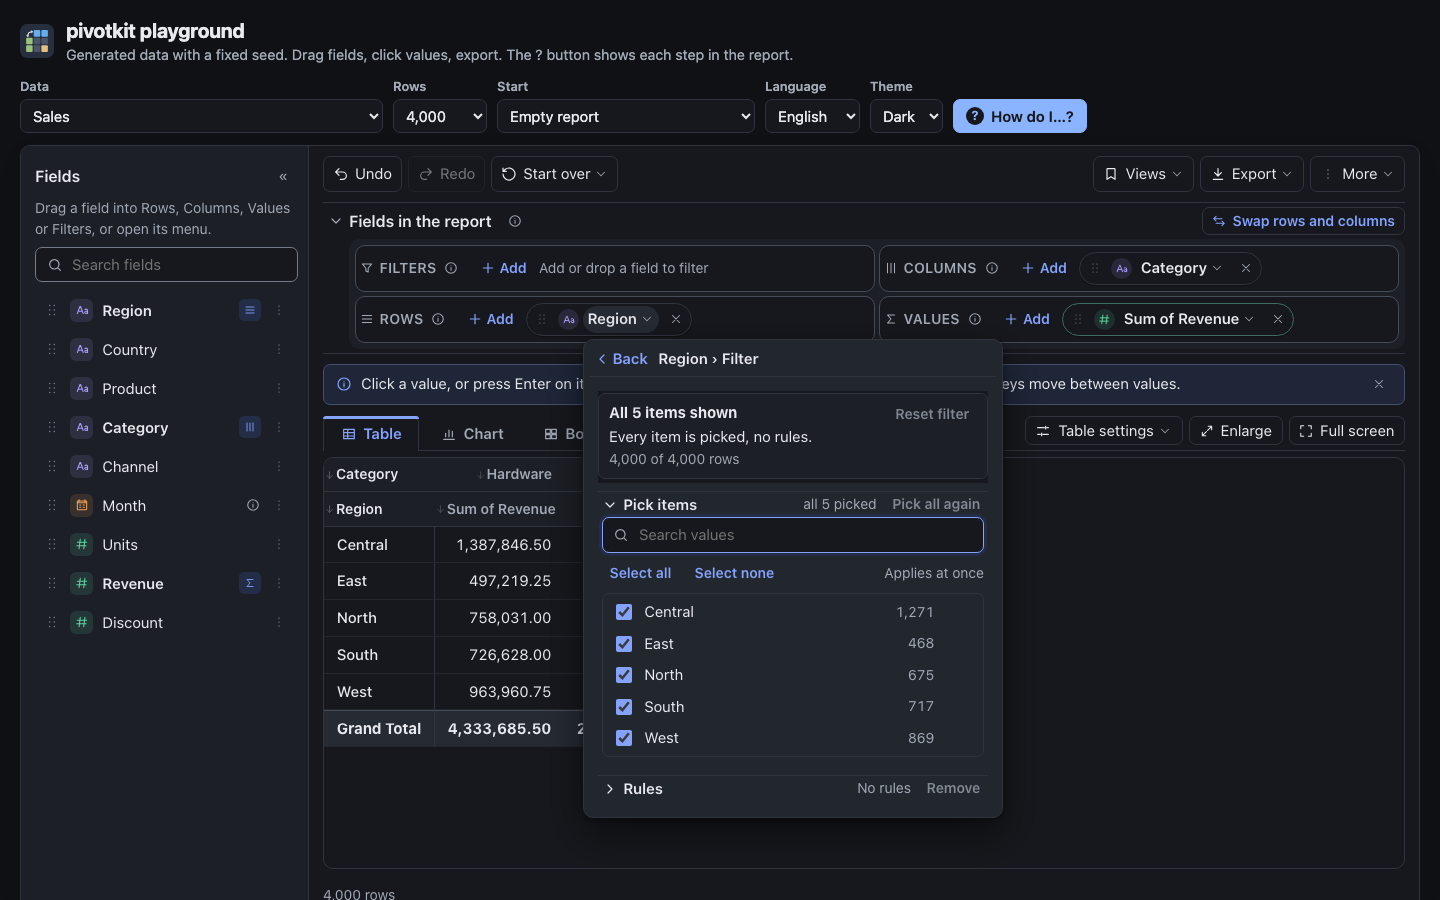 pivotkit playground
Generated data with a fixed seed. Drag fields, click values, export. The ? button shows each step in the report.
Data
Rows
Start
Language
Theme
Sales
4,000
Empty report
English
Dark
? How do I...?
Fields
«
Drag a field into Rows, Columns, Values
or Filters, or open its menu.
Search fields
Aa Region
Aa Country
Aa Product
Aa Category
Aa Channel
Month
# Units
# Revenue Σ
# Discount
Undo
Redo
Start over
Views
Export
More
Fields in the report
Swap rows and columns
FILTERS + Add Add or drop a field to filter
COLUMNS + Add Aa Category ×
ROWS + Add Aa Region ×
Σ VALUES + Add # Sum of Revenue ×
Click a value, or press Enter on it
eys move between values.
Table
Chart
Bo
Table settings
Enlarge
Full screen
↓ Category ↓ Hardware
↓ Region ↓ Sum of Revenue
Central 1,387,846.50
East 497,219.25
North 758,031.00
South 726,628.00
West 963,960.75
Grand Total 4,333,685.50 2
Back Region › Filter
All 5 items shown Reset filter
Every item is picked, no rules.
4,000 of 4,000 rows
Pick items all 5 picked Pick all again
Search values
Select all Select none Applies at once
Central 1,271
East 468
North 675
South 717
West 869
Rules No rules Remove
4,000 rows